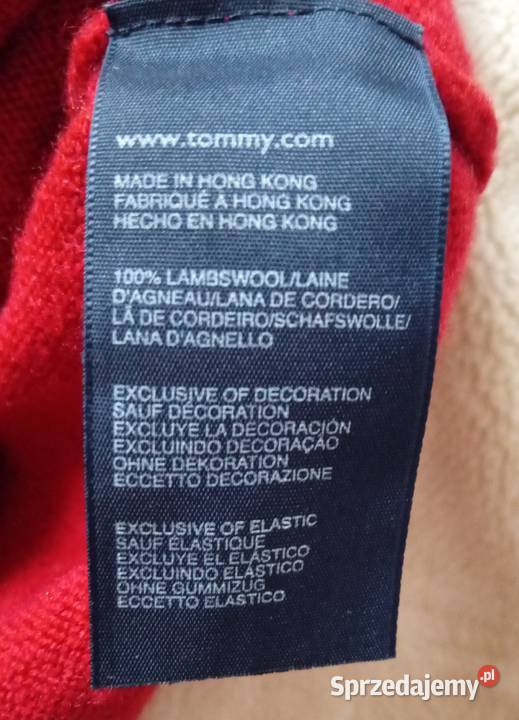 www.tommy.com
MADE IN HONG KONG
FABRIQUÉ À HONG KONG
HECHO EN HONG KONG
100% LAMBSWOOL/LAINE
D'AGNEAU/LANA DE CORDERO/
LÃ DE CORDEIRO/SCHAFSWOLLE/
LANA D'AGNELLO
EXCLUSIVE OF DECORATION
SAUF DÉCORATION
EXCLUYE LA DECORACIÓN
EXCLUINDO DECORAÇAO
OHNE DEKORATION
ECCETTO DECORAZIONE
EXCLUSIVE OF ELASTIC
SAUF ÉLASTIQUE
EXCLUYE EL ELÁSTICO
EXCLUINDO ELÁSTICO
OHNE GUMMIZUG
ECCETTO ELASTICO
Sprzedajemy.pl